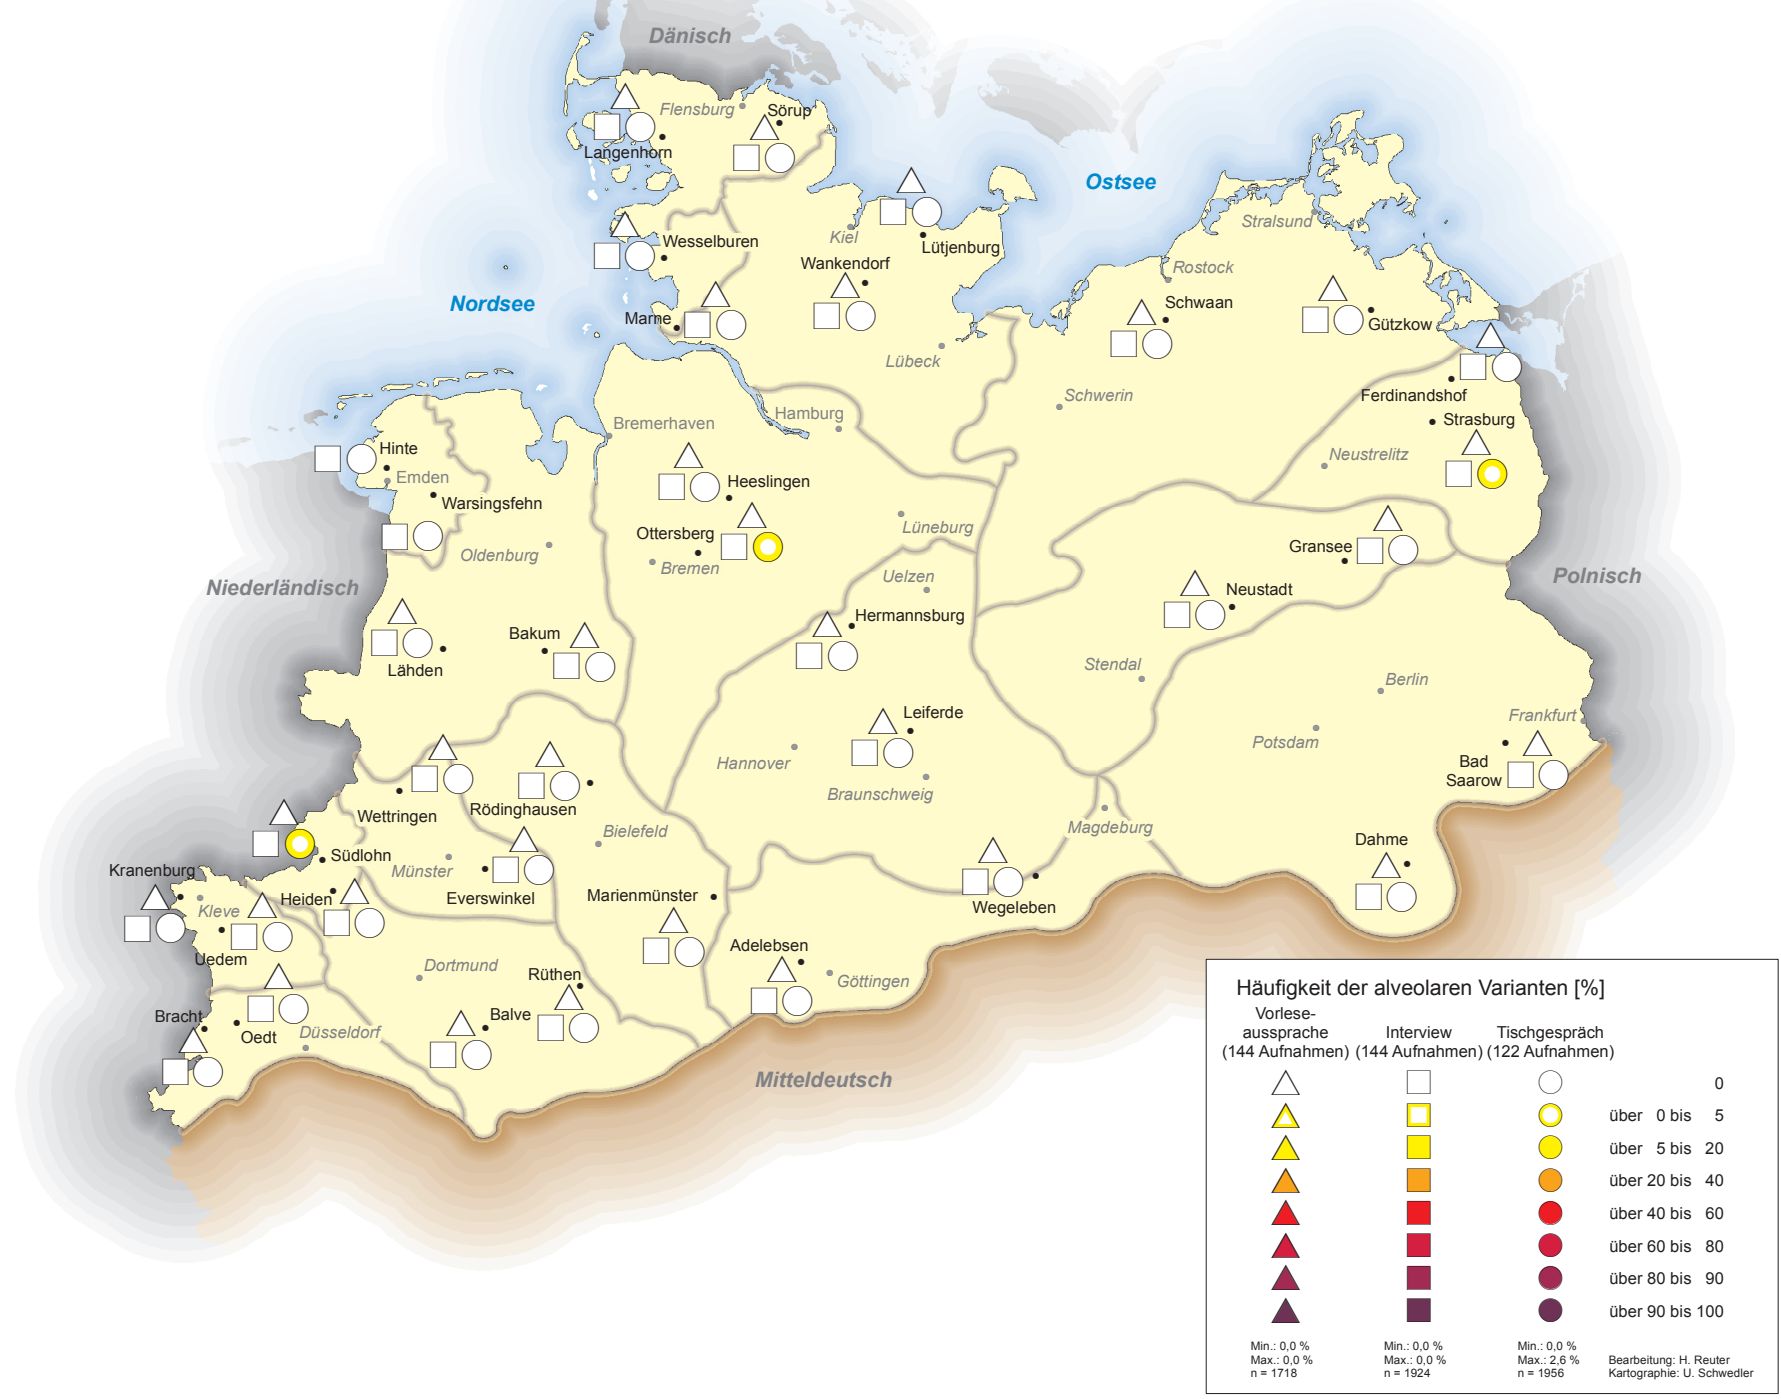 Dänisch
Flensburg
Sörup
Langenhorn
Ostsee
Stralsund
Wesselburen
Kiel
Lütjenburg
Wankendorf
Rostock
Nordsee
Schwaan
Marne
Gützkow
Lübeck
Ferdinandshof
Schwerin
Hamburg
Bremerhaven
Strasburg
Hinte
Neustrelitz
Emden
Heeslingen
Warsingsfehn
Lüneburg
Ottersberg
Oldenburg
Gransee
Bremen
Uelzen
Niederländisch
Polnisch
Neustadt
Hermannsburg
Bakum
Lähden
Stendal
Berlin
Leiferde
Frankfurt
Potsdam
Hannover
Bad
Saarow
Braunschweig
Rödinghausen
Wettringen
Magdeburg
Bielefeld
Dahme
Südlohn
Kranenburg
Münster
Marienmünster
Heiden
Everswinkel
Wegeleben
Kleve
Adelebsen
Uedem
Dortmund
Rüthen
Göttingen
Bracht
Balve
Oedt
Düsseldorf
Mitteldeutsch
Häufigkeit der alveolaren Varianten [%]
Vorlese-
aussprache Interview Tischgespräch
(144 Aufnahmen) (144 Aufnahmen) (122 Aufnahmen)
0
über 0 bis 5
über 5 bis 20
über 20 bis 40
über 40 bis 60
über 60 bis 80
über 80 bis 90
über 90 bis 100
Min.: 0,0 % Min.: 0,0 % Min.: 0,0 %
Max.: 0,0 % Max.: 0,0 % Max.: 2,6 % Bearbeitung: H. Reuter
n = 1718 n = 1924 n = 1956 Kartographie: U. Schwedler